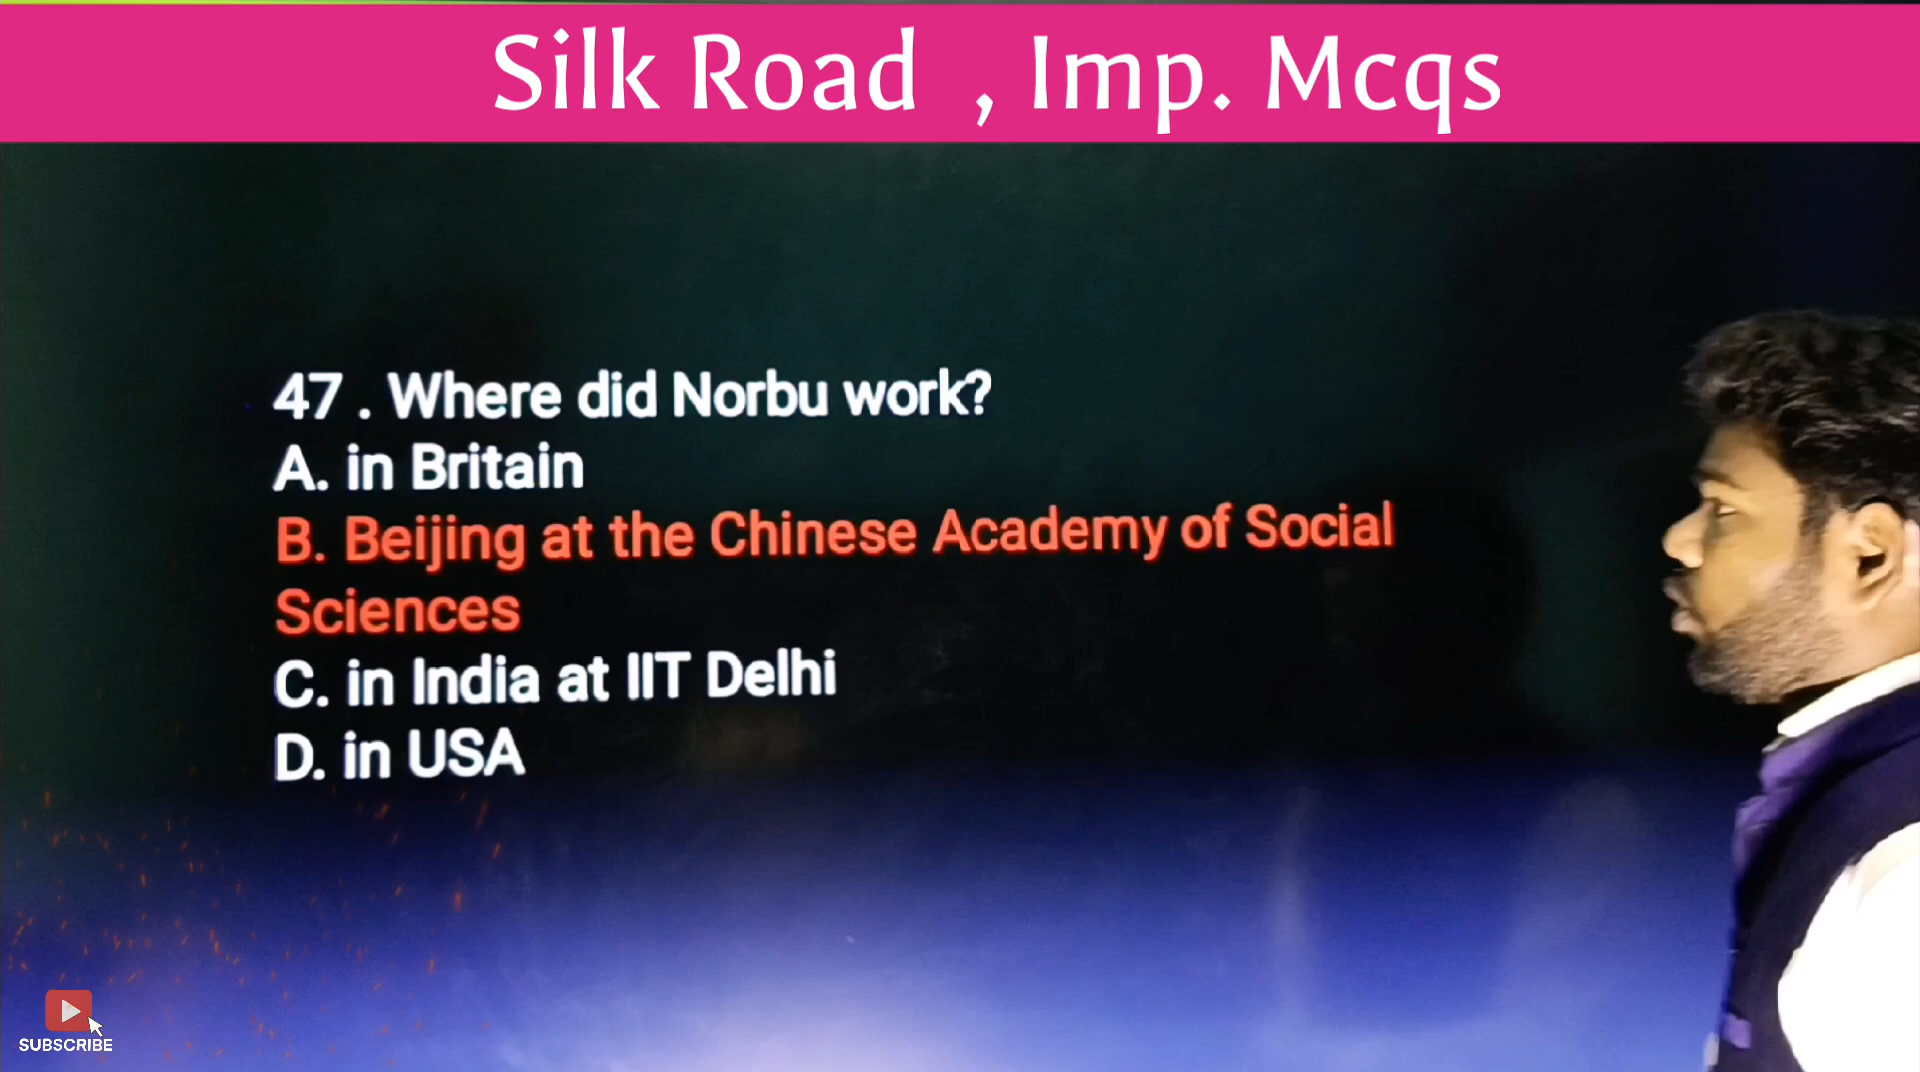 Silk Road , Imp. Mcqs
47 . Where did Norbu work?
A. in Britain
B. Beijing at the Chinese Academy of Social
Sciences
C. in India at IIT Delhi
D. in USA
SUBSCRIBE